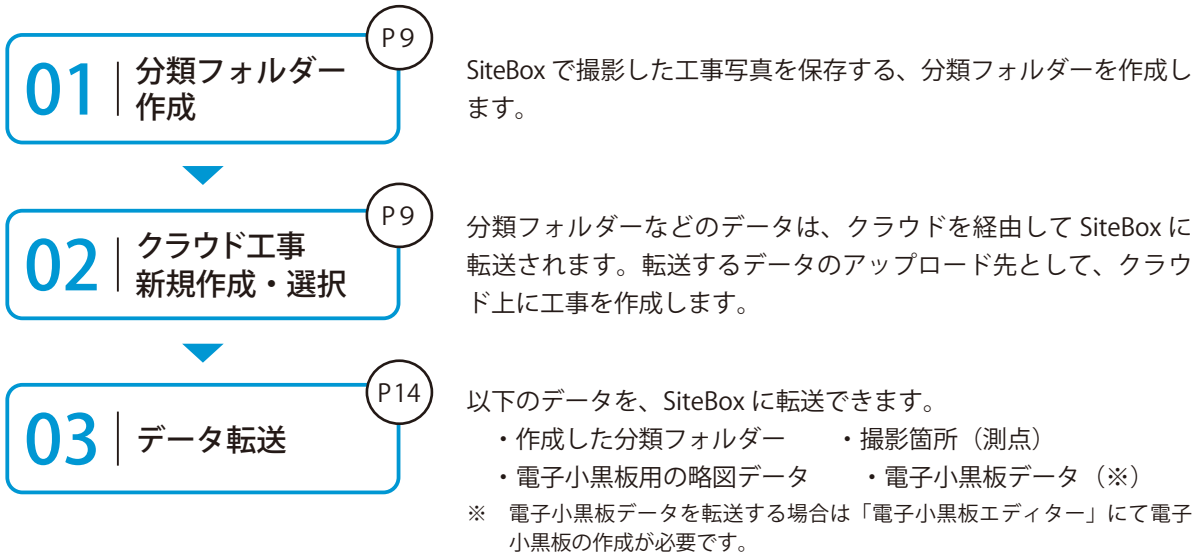 P9
01 分類フォルダー
作成
SiteBox で撮影した工事写真を保存する、分類フォルダーを作成し
ます。
P9
02 クラウド工事
新規作成・選択
分類フォルダーなどのデータは、クラウドを経由して SiteBox に
転送されます。転送するデータのアップロード先として、クラウ
ド上に工事を作成します。
P14
03 データ転送
以下のデータを、SiteBox に転送できます。
・作成した分類フォルダー ・撮影箇所（測点）
・電子小黒板用の略図データ ・電子小黒板データ（※）
※ 電子小黒板データを転送する場合は「電子小黒板エディター」にて電子
小黒板の作成が必要です。